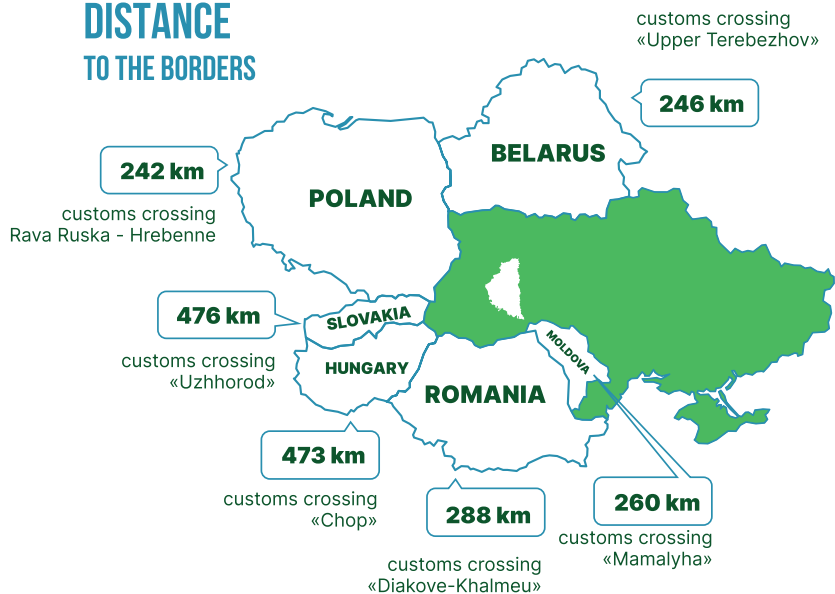 DISTANCE
TO THE BORDERS
customs crossing
«Upper Terebezhov»
246 km
BELARUS
242 km
POLAND
customs crossing
Rava Ruska - Hrebenne
476 km
SLOVAKIA
MOLDOVA
customs crossing
«Uzhhorod»
HUNGARY
ROMANIA
473 km
customs crossing
«Chop»
288 km
customs crossing
«Diakove-Khalmeu»
260 km
customs crossing
«Mamalyha»